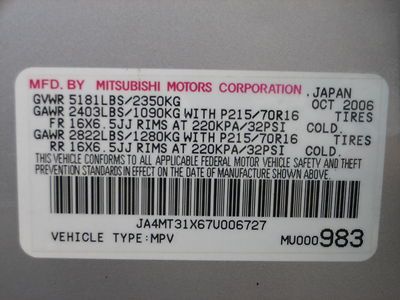 MFD. BY MITSUBISHI MOTORS CORPORATION, JAPAN
GVWR 5181LBS/2350KG OCT 2006
GAWR 2403LBS/1090KG WITH P215/70R16 TIRES
FR 16X6.5JJ RIMS AT 220KPA/32PSI COLD.
GAWR 2822LBS/1280KG WITH P215/70R16 TIRES
RR 16X6.5JJ RIMS AT 220KPA/32PSI COLD.
THIS VEHICLE CONFORMS TO ALL APPLICABLE FEDERAL MOTOR VEHICLE SAFETY AND THEFT
PREVENTION STANDARDS IN EFFECT ON THE DATE OF MANUFACTURE SHOWN ABOVE.
JA4MT31X67U006727
VEHICLE TYPE:MPV MU000983